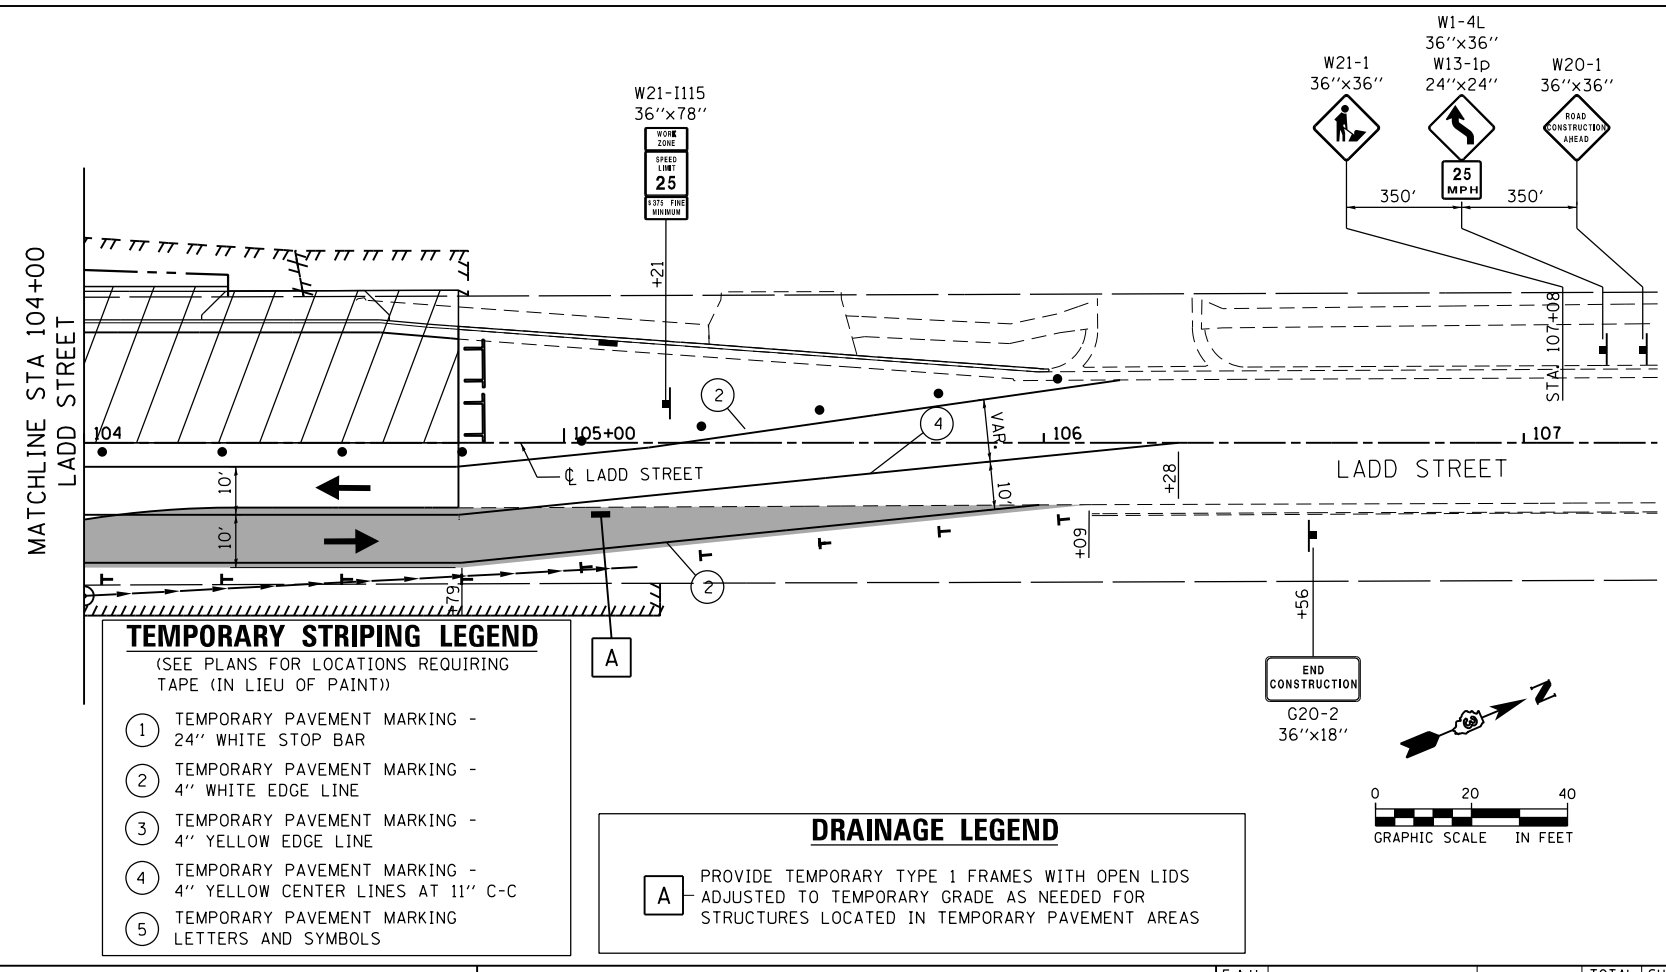 W1-4L
36''x36''
W21-1
36''x36''
W13-1p
24''x24''
W20-1
36''x36''
W21-I115
36''x78''
WORK
ZONE
SPEED
LIMIT
25
$375 FINE
MINIMUM
ROAD
CONSTRUCTION
AHEAD
25
MPH
350'
350'
MATCHLINE STA 104+00
LADD STREET
+21
STA. 107+08
2
4
VAR.
104
105+00
106
107
℄ LADD STREET
LADD STREET
10'
10'
10'
+28
+09
+79
2
+56
A
END
CONSTRUCTION
G20-2
36''x18''
N
3
0 20 40
GRAPHIC SCALE IN FEET
TEMPORARY STRIPING LEGEND
(SEE PLANS FOR LOCATIONS REQUIRING
TAPE (IN LIEU OF PAINT))
1 TEMPORARY PAVEMENT MARKING -
24'' WHITE STOP BAR
2 TEMPORARY PAVEMENT MARKING -
4'' WHITE EDGE LINE
3 TEMPORARY PAVEMENT MARKING -
4'' YELLOW EDGE LINE
4 TEMPORARY PAVEMENT MARKING -
4'' YELLOW CENTER LINES AT 11'' C-C
5 TEMPORARY PAVEMENT MARKING
LETTERS AND SYMBOLS
DRAINAGE LEGEND
A PROVIDE TEMPORARY TYPE 1 FRAMES WITH OPEN LIDS
ADJUSTED TO TEMPORARY GRADE AS NEEDED FOR
STRUCTURES LOCATED IN TEMPORARY PAVEMENT AREAS